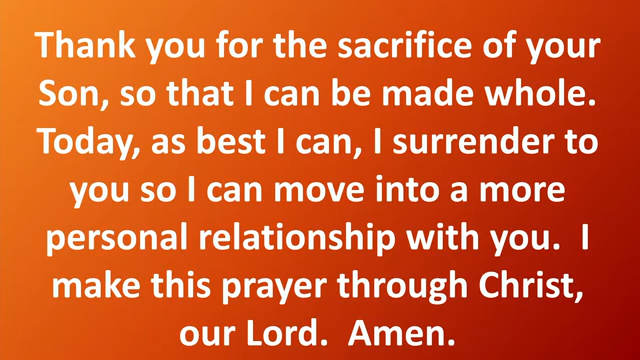 Thank you for the sacrifice of your
Son, so that I can be made whole.
Today, as best I can, I surrender to
you so I can move into a more
personal relationship with you.  I
make this prayer through Christ,
our Lord.  Amen.